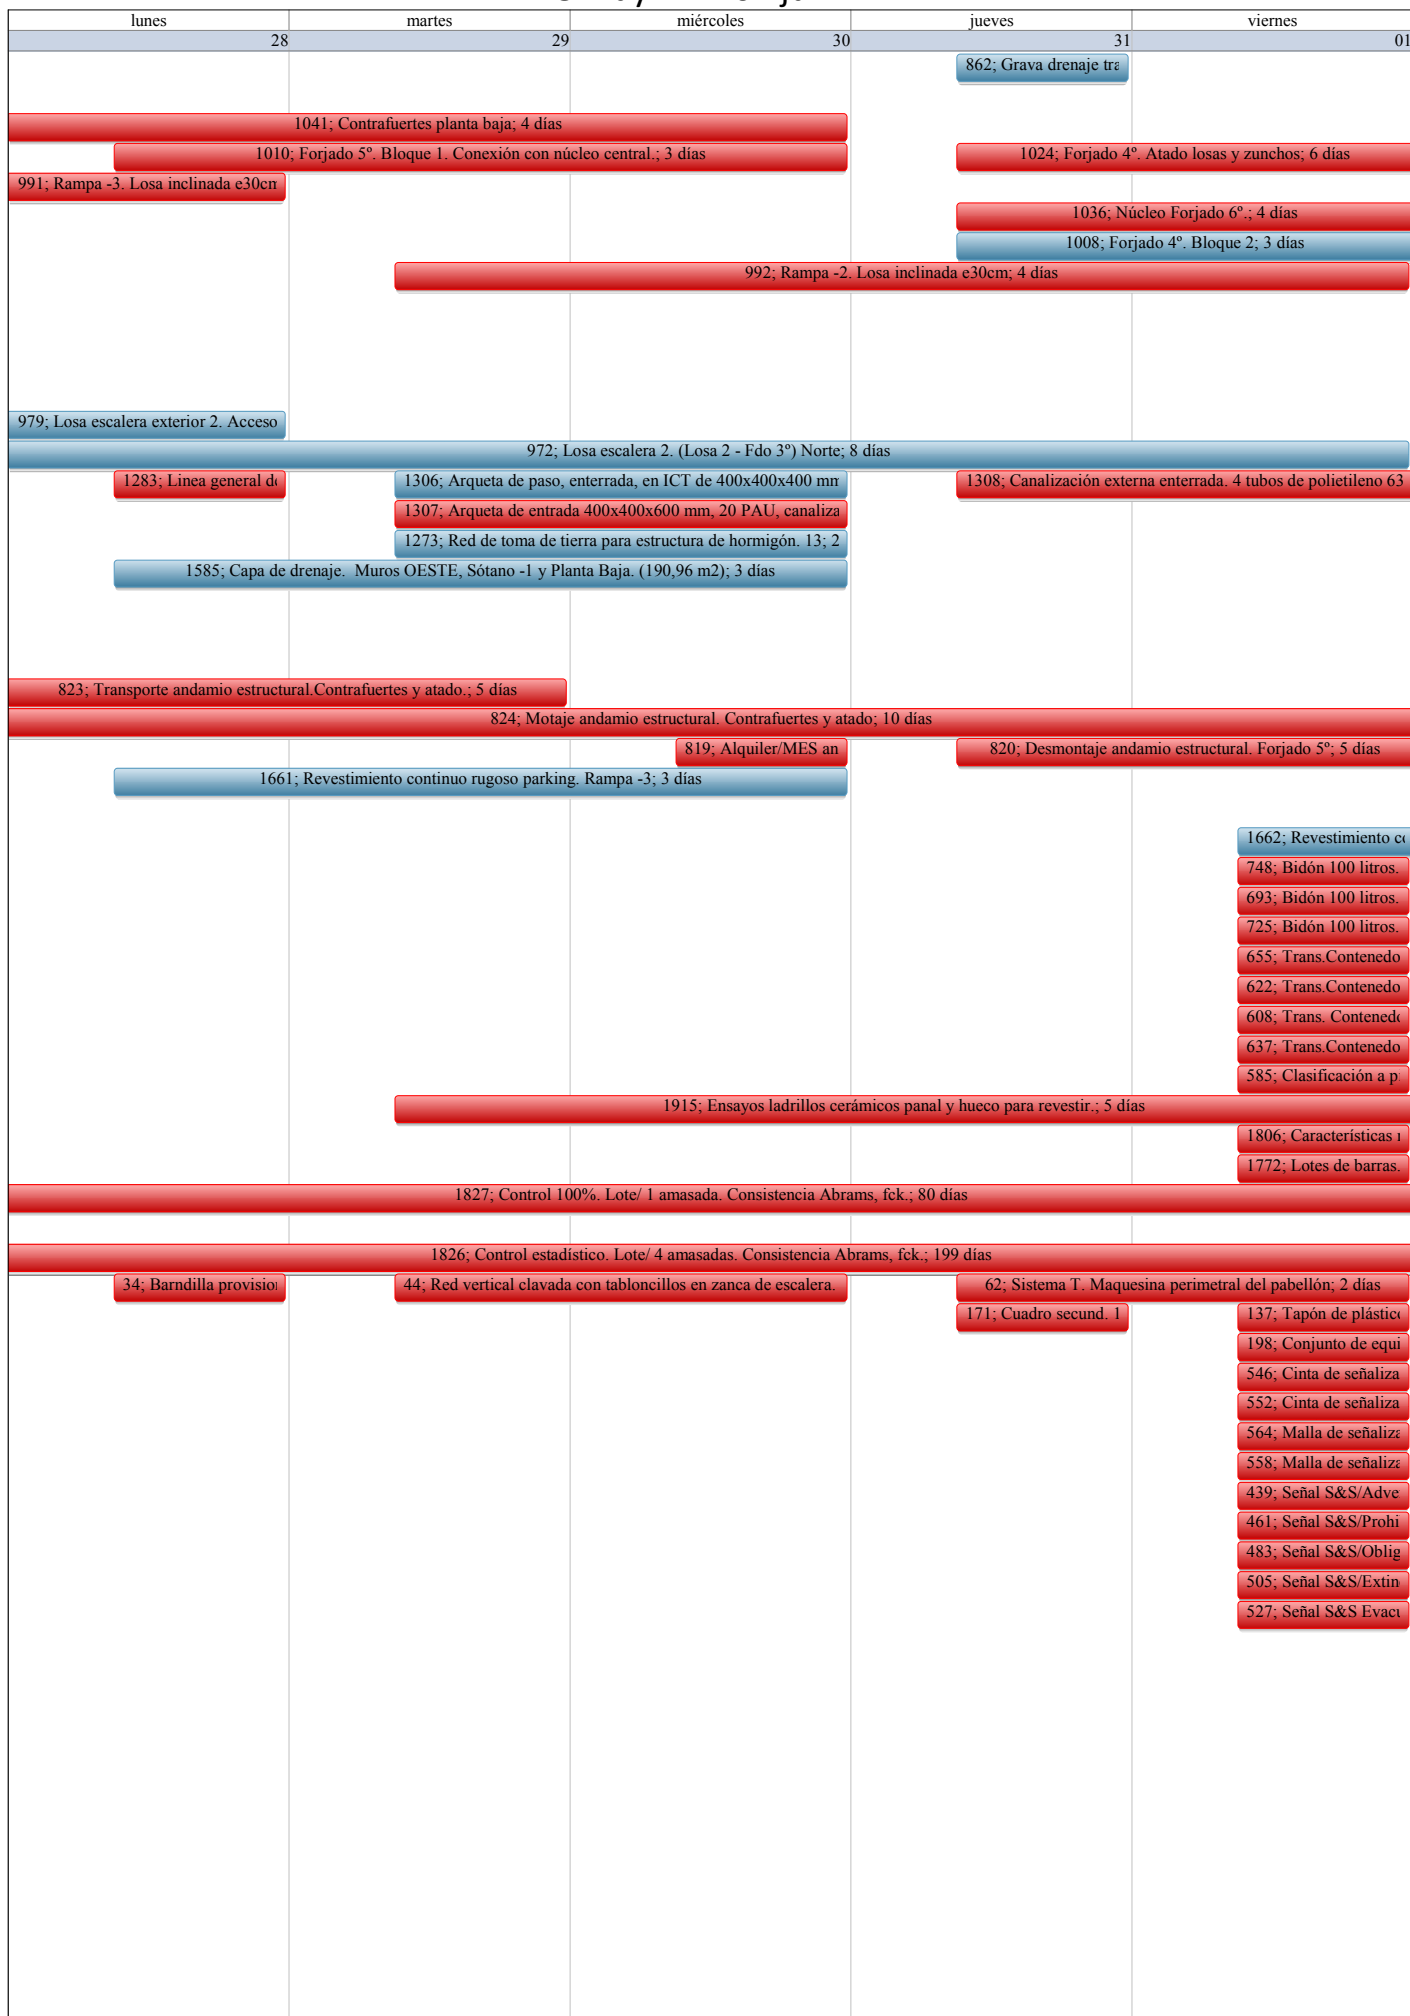 lunes martes miércoles jueves viernes
28 29 30 31 01
862; Grava drenaje tra
1041; Contrafuertes planta baja; 4 días
1010; Forjado 5º. Bloque 1. Conexión con núcleo central.; 3 días 1024; Forjado 4º. Atado losas y zunchos; 6 días
991; Rampa -3. Losa inclinada e30cm
1036; Núcleo Forjado 6º.; 4 días
1008; Forjado 4º. Bloque 2; 3 días
992; Rampa -2. Losa inclinada e30cm; 4 días
979; Losa escalera exterior 2. Acceso
972; Losa escalera 2. (Losa 2 - Fdo 3º) Norte; 8 días
1283; Linea general de 1306; Arqueta de paso, enterrada, en ICT de 400x400x400 mm 1308; Canalización externa enterrada. 4 tubos de polietileno 63
1307; Arqueta de entrada 400x400x600 mm, 20 PAU, canaliza
1273; Red de toma de tierra para estructura de hormigón. 13; 2
1585; Capa de drenaje.  Muros OESTE, Sótano -1 y Planta Baja. (190,96 m2); 3 días
823; Transporte andamio estructural.Contrafuertes y atado.; 5 días
824; Motaje andamio estructural. Contrafuertes y atado; 10 días
819; Alquiler/MES an 820; Desmontaje andamio estructural. Forjado 5º; 5 días
1661; Revestimiento continuo rugoso parking. Rampa -3; 3 días
1662; Revestimiento co
748; Bidón 100 litros.
693; Bidón 100 litros.
725; Bidón 100 litros.
655; Trans.Contenedo
622; Trans.Contenedo
608; Trans. Contenede
637; Trans.Contenedo
585; Clasificación a p
1915; Ensayos ladrillos cerámicos panal y hueco para revestir.; 5 días
1806; Características
1772; Lotes de barras.
1827; Control 100%. Lote/ 1 amasada. Consistencia Abrams, fck.; 80 días
1826; Control estadístico. Lote/ 4 amasadas. Consistencia Abrams, fck.; 199 días
34; Barndilla provision 44; Red vertical clavada con tabloncillos en zanca de escalera. 62; Sistema T. Maquesina perimetral del pabellón; 2 días
171; Cuadro secund. 1 137; Tapón de plástico
198; Conjunto de equi
546; Cinta de señaliza
552; Cinta de señaliza
564; Malla de señaliza
558; Malla de señaliza
439; Señal S&S/Adve
461; Señal S&S/Prohi
483; Señal S&S/Oblig
505; Señal S&S/Extin
527; Señal S&S Evacu